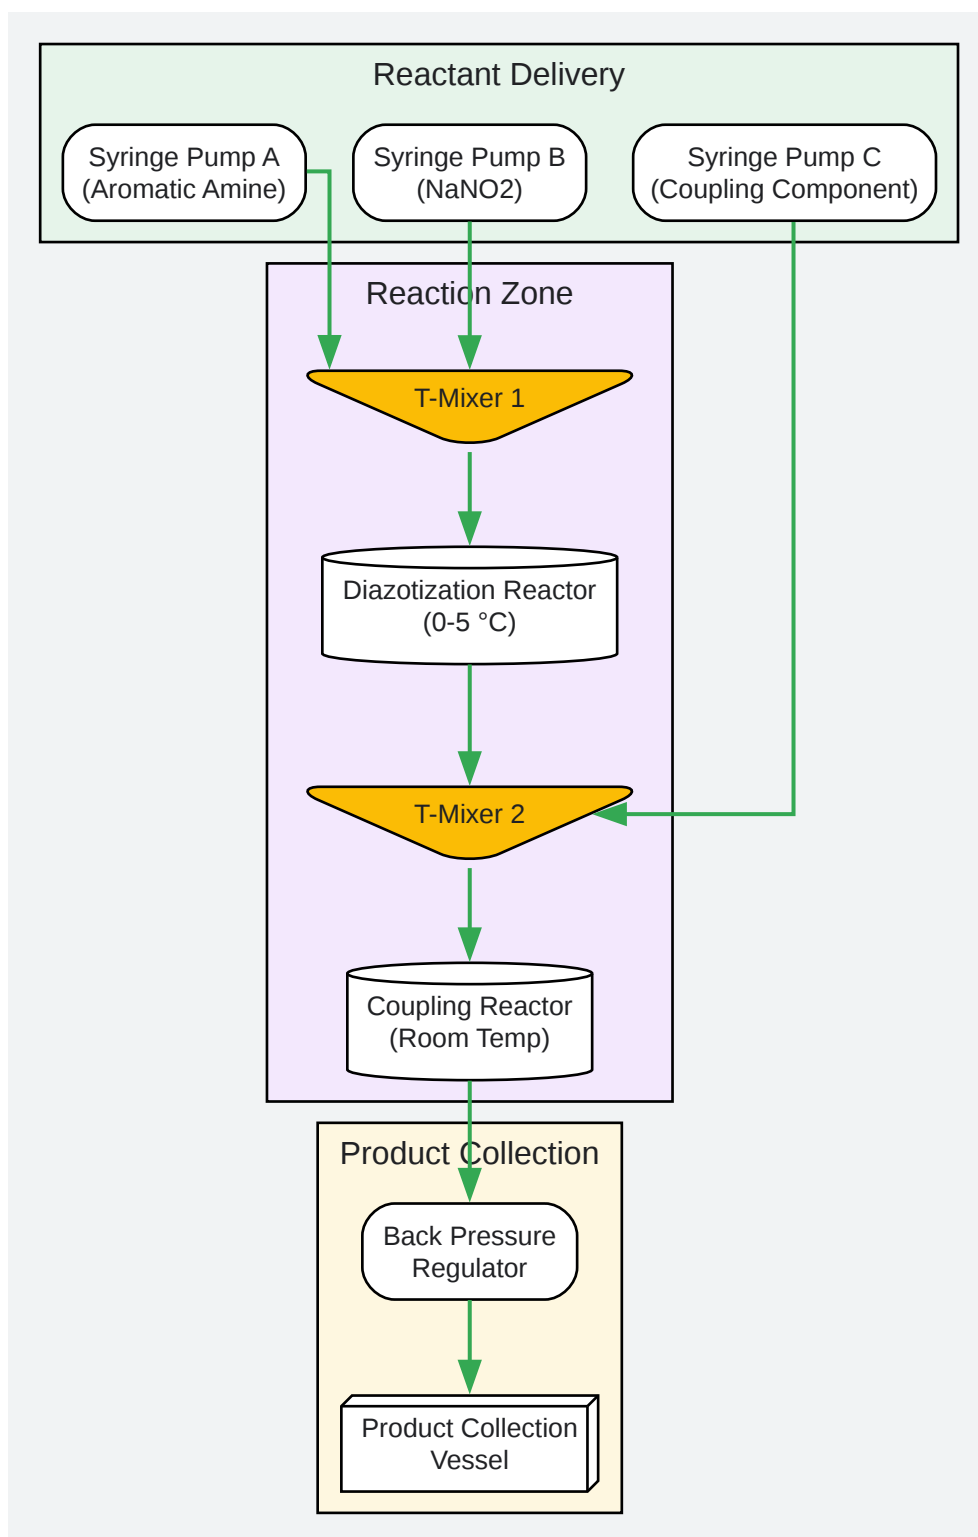 Reactant Delivery
Syringe Pump A
(Aromatic Amine)
Syringe Pump B
(NaNO2)
Syringe Pump C
(Coupling Component)
Reaction Zone
T-Mixer 1
Diazotization Reactor
(0-5 °C)
T-Mixer 2
Coupling Reactor
(Room Temp)
Product Collection
Back Pressure
Regulator
Product Collection
Vessel